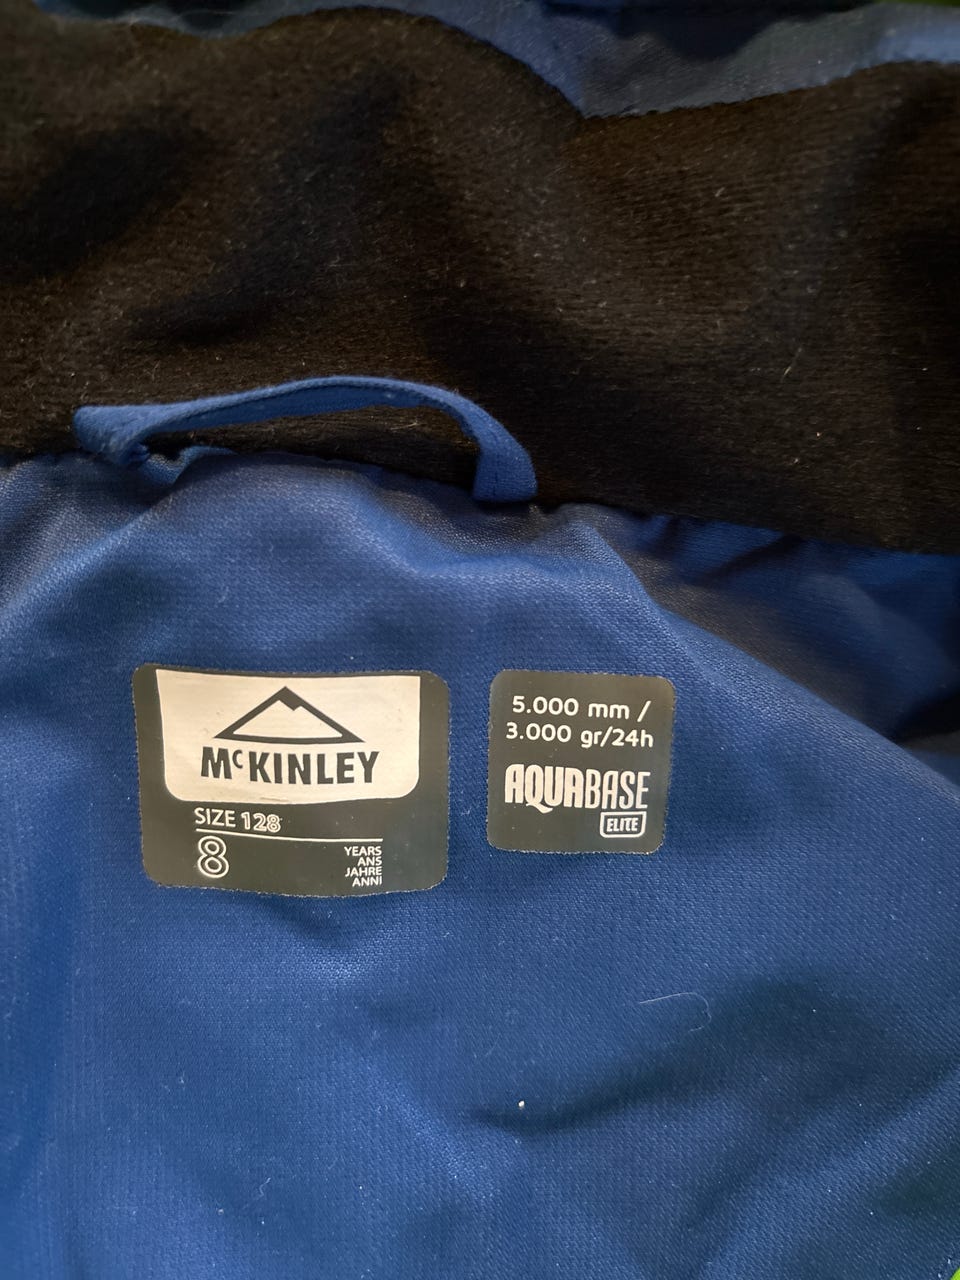 McKINLEY
SIZE 128
8
YEARS
ANS
JAHRE
ANNI
5.000 mm /
3.000 gr/24h
AQUABASE
ELITE